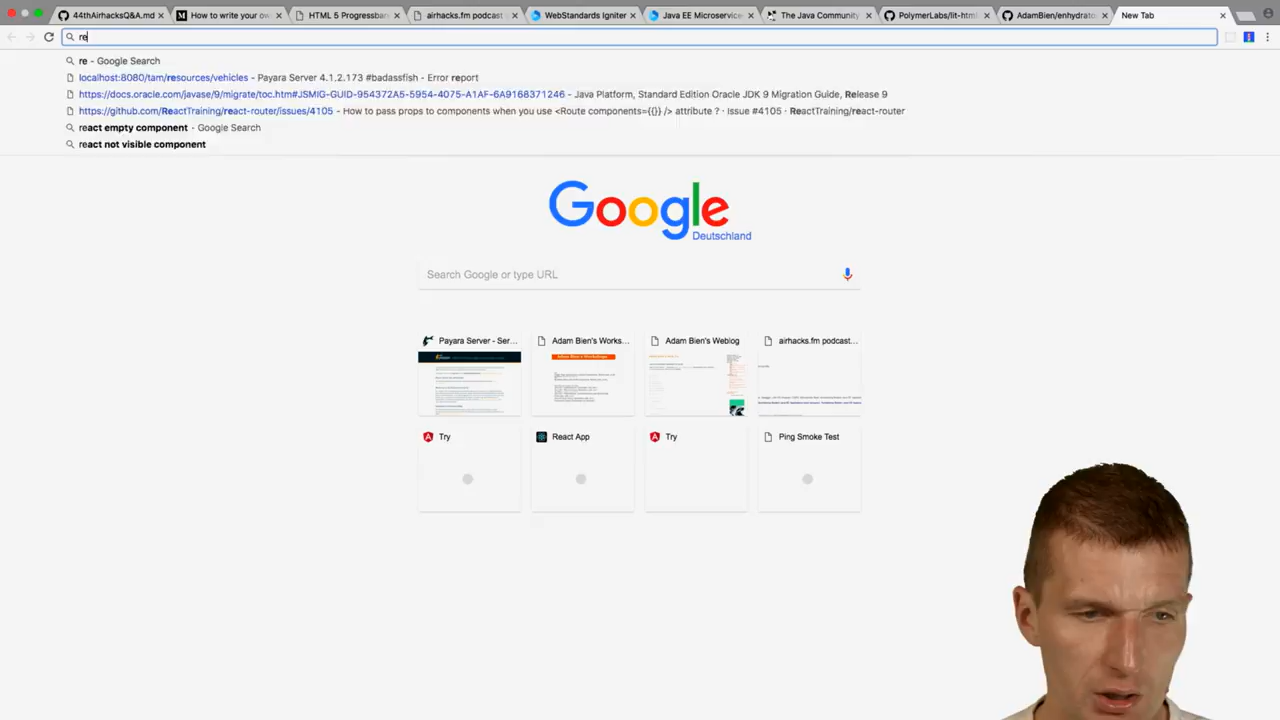 44thAirhacksQ&A.md
How to write your ow
HTML 5 Progressba
airhacks.fm podcast
WebStandards Igniter
Java EE Microservice
The Java Community
PolymerLabs/lit-html
AdamBien/enhydrato
New Tab
re
re - Google Search
localhost:8080/tam/resources/vehicles - Payara Server 4.1.2.173 #badassfish - Error report
https://docs.oracle.com/javase/9/migrate/toc.htm#JSMIG-GUID-954372A5-5954-4075-A1AF-6A9168371246 - Java Platform, Standard Edition Oracle JDK 9 Migration Guide, Release 9
https://github.com/ReactTraining/react-router/issues/4105 - How to pass props to components when you use <Route components={{}} /> attribute ? · Issue #4105 · ReactTraining/react-router
react empty component - Google Search
react not visible component
Google
Deutschland
Search Google or type URL
Payara Server - Ser...
Adam Bien's Works...
Adam Bien's Weblog
airhacks.fm podcast...
Adam Bien's Workshops
Try
React App
Try
Ping Smoke Test